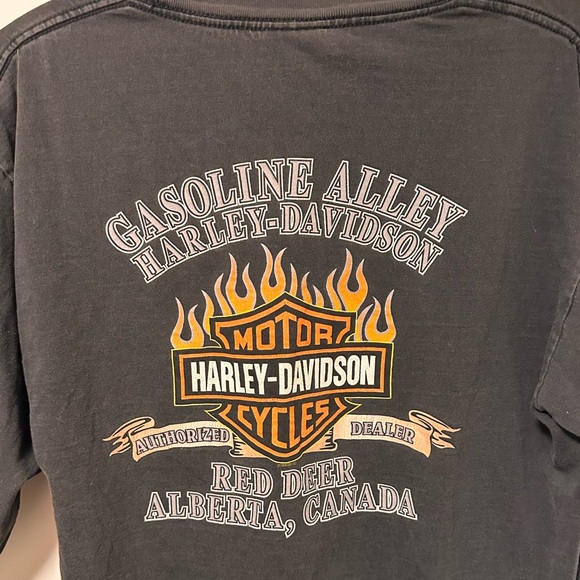 GASOLINE ALLEY
HARLEY-DAVIDSON
MOTOR
HARLEY-DAVIDSON
CYCLES
AUTHORIZED DEALER
RED DEER
ALBERTA, CANADA